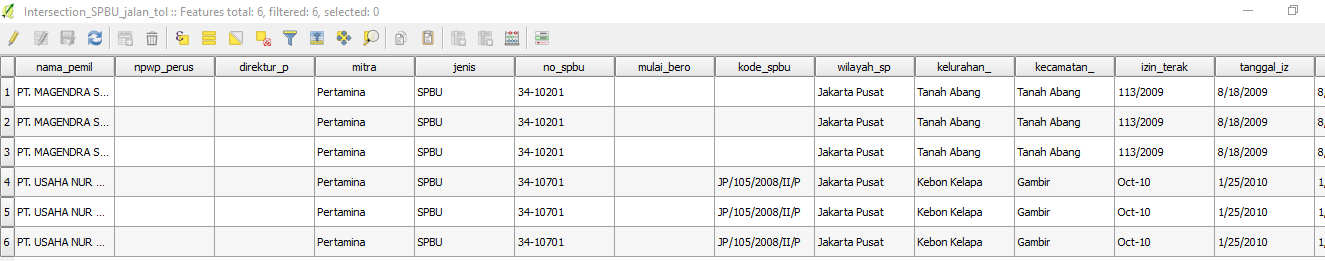 Intersection_SPBU_jalan_tol :: Features total: 6, filtered: 6, selected: 0
nama_pemil npwp_perus direktur_p mitra jenis no_spbu mulai_bero kode_spbu wilayah_sp kelurahan_ kecamatan_ izin_terak tanggal_iz
1 PT. MAGENDRA S... Pertamina SPBU 34-10201 Jakarta Pusat Tanah Abang Tanah Abang 113/2009 8/18/2009 8/
2 PT. MAGENDRA S... Pertamina SPBU 34-10201 Jakarta Pusat Tanah Abang Tanah Abang 113/2009 8/18/2009 8/
3 PT. MAGENDRA S... Pertamina SPBU 34-10201 Jakarta Pusat Tanah Abang Tanah Abang 113/2009 8/18/2009 8/
4 PT. USAHA NUR ... Pertamina SPBU 34-10701 JP/105/2008/II/P Jakarta Pusat Kebon Kelapa Gambir Oct-10 1/25/2010 1/
5 PT. USAHA NUR ... Pertamina SPBU 34-10701 JP/105/2008/II/P Jakarta Pusat Kebon Kelapa Gambir Oct-10 1/25/2010 1/
6 PT. USAHA NUR ... Pertamina SPBU 34-10701 JP/105/2008/II/P Jakarta Pusat Kebon Kelapa Gambir Oct-10 1/25/2010 1/